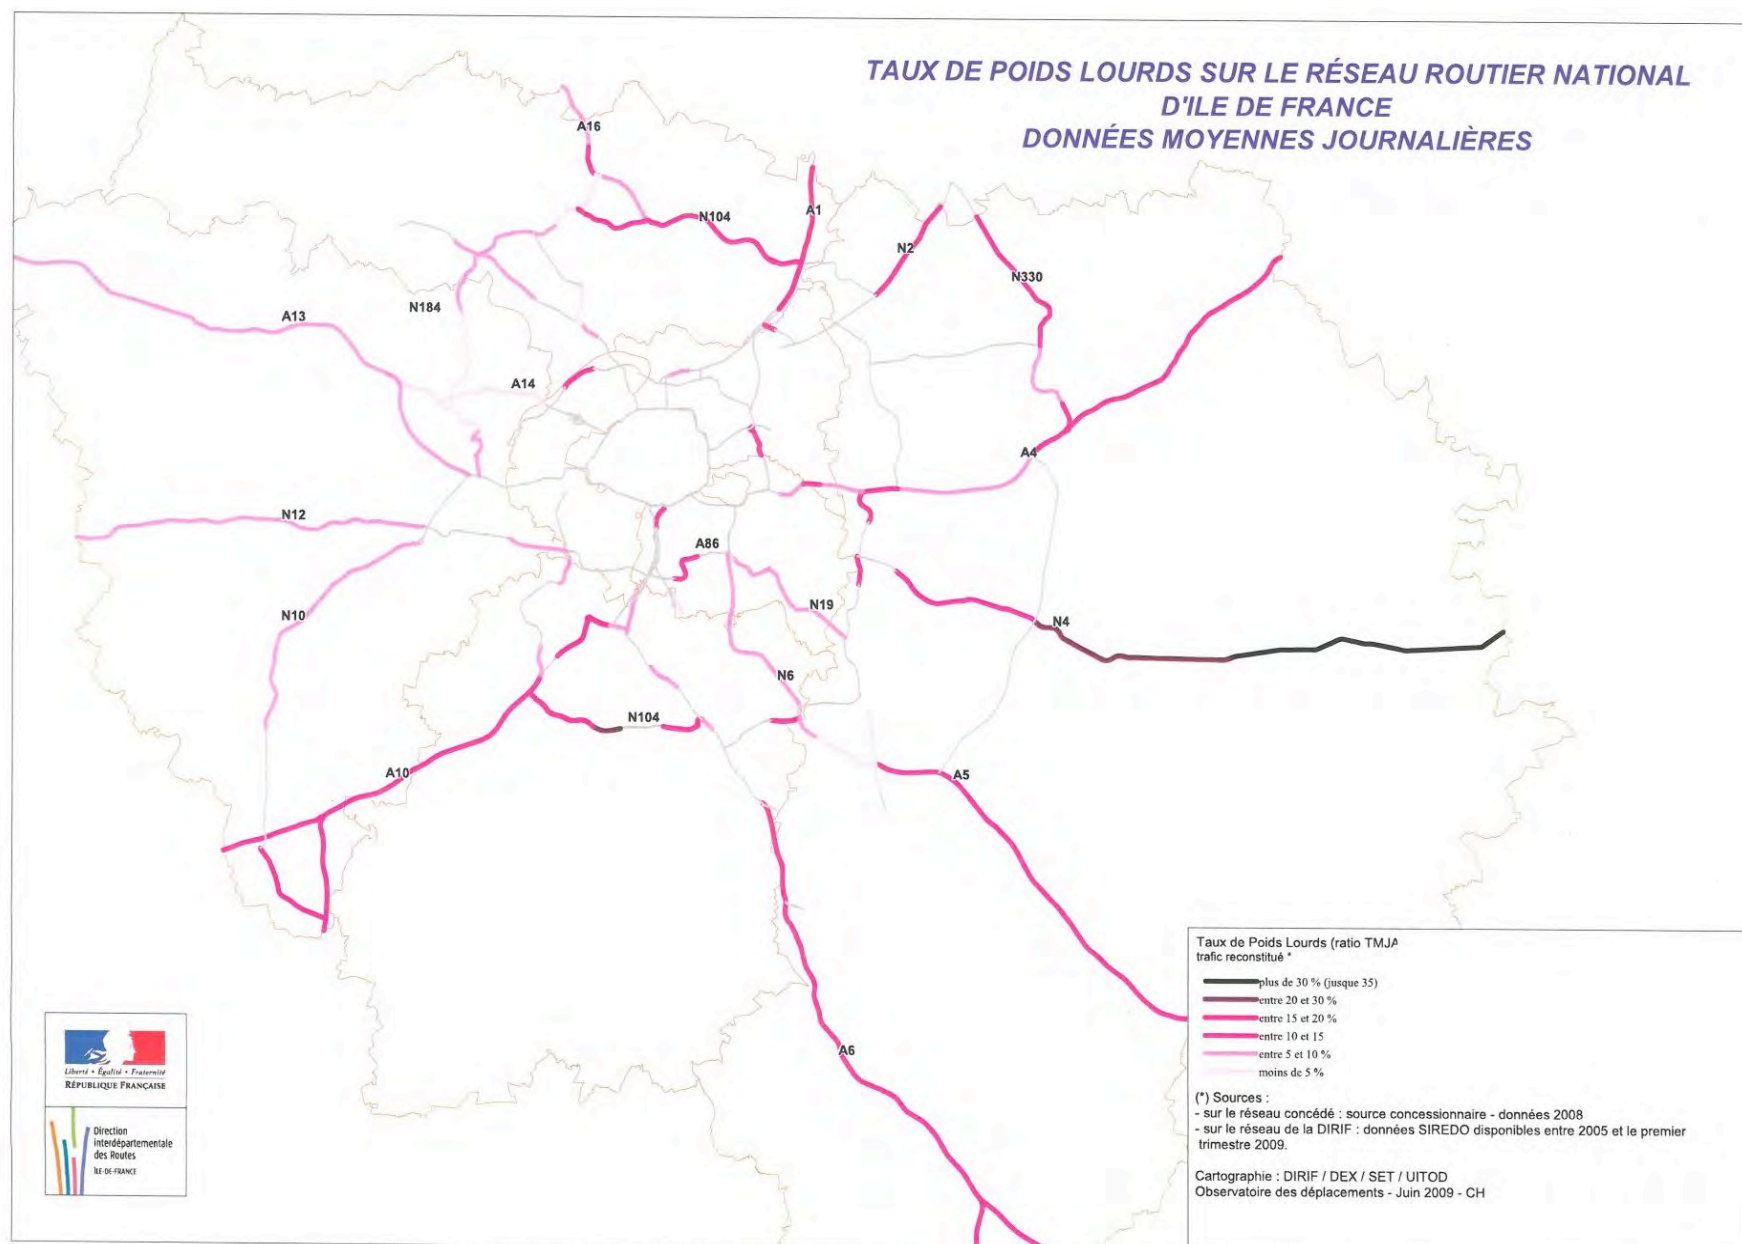 TAUX DE POIDS LOURDS SUR LE RÉSEAU ROUTIER NATIONAL
D'ILE DE FRANCE
DONNÉES MOYENNES JOURNALIÈRES
A16
N104
A1
N2
N330
A13
N184
A14
A4
N12
A86
N10
N19
N4
N6
N104
A10
A5
A6
Taux de Poids Lourds (ratio TMJA
trafic reconstitué *
plus de 30 % (jusque 35)
entre 20 et 30 %
entre 15 et 20 %
entre 10 et 15
entre 5 et 10 %
moins de 5 %
(*) Sources :
- sur le réseau concédé : source concessionnaire - données 2008
- sur le réseau de la DIRIF : données SIREDO disponibles entre 2005 et le premier
trimestre 2009.
Cartographie : DIRIF / DEX / SET / UITOD
Observatoire des déplacements - Juin 2009 - CH
Liberté • Égalité • Fraternité
RÉPUBLIQUE FRANÇAISE
Direction
interdépartementale
des Routes
ÎLE-DE-FRANCE